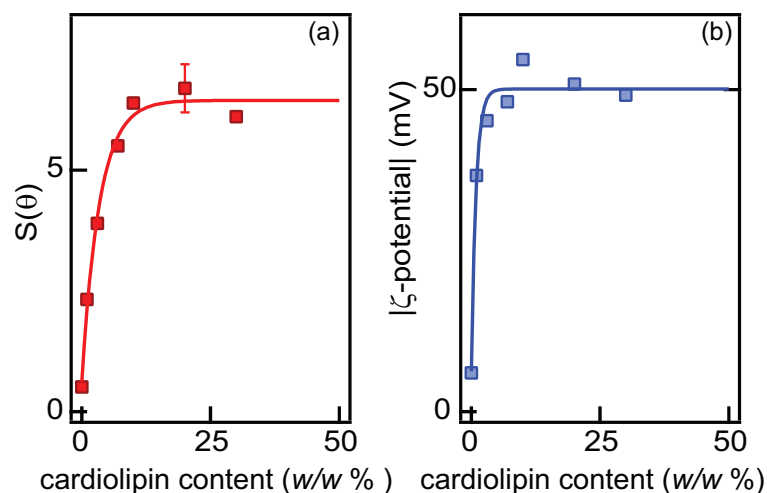 (a)
S(θ)
5
0
0
25
50
cardiolipin content (w/w % )
(b)
|ζ-potential| (mV)
50
0
0
25
50
cardiolipin content (w/w %)